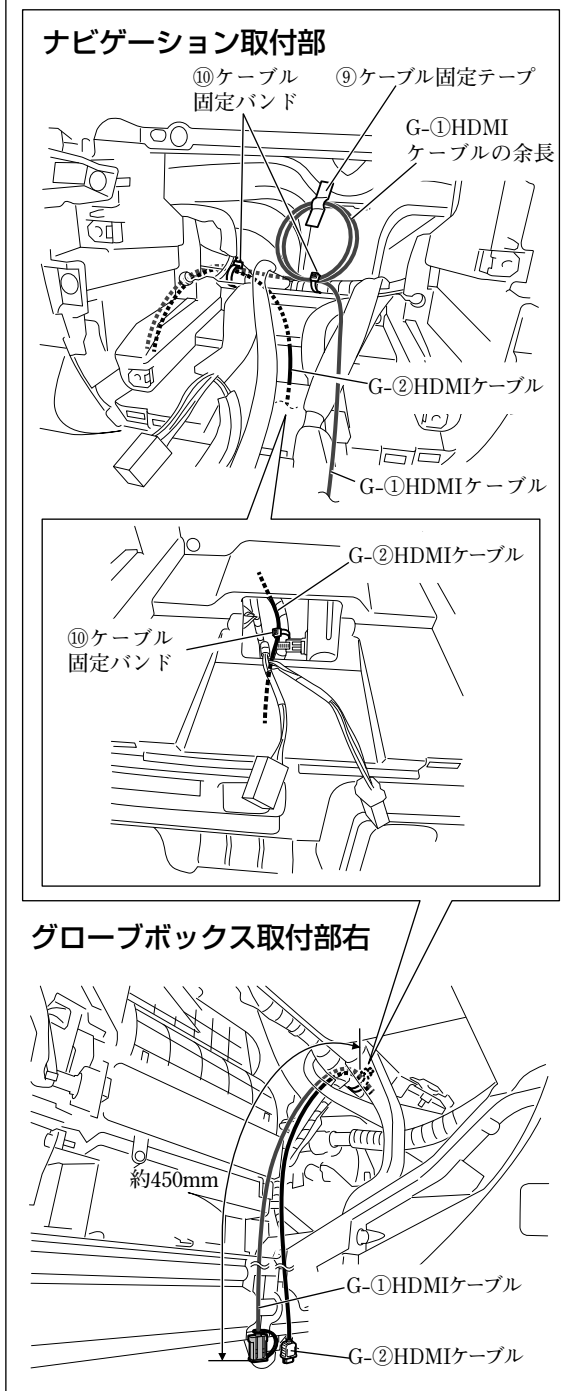 ナビゲーション取付部
⑩ケーブル
固定バンド
⑨ケーブル固定テープ
G-①HDMI
ケーブルの余長
G-②HDMIケーブル
G-①HDMIケーブル
G-②HDMIケーブル
⑩ケーブル
固定バンド
グローブボックス取付部右
約450mm
G-①HDMIケーブル
G-②HDMIケーブル